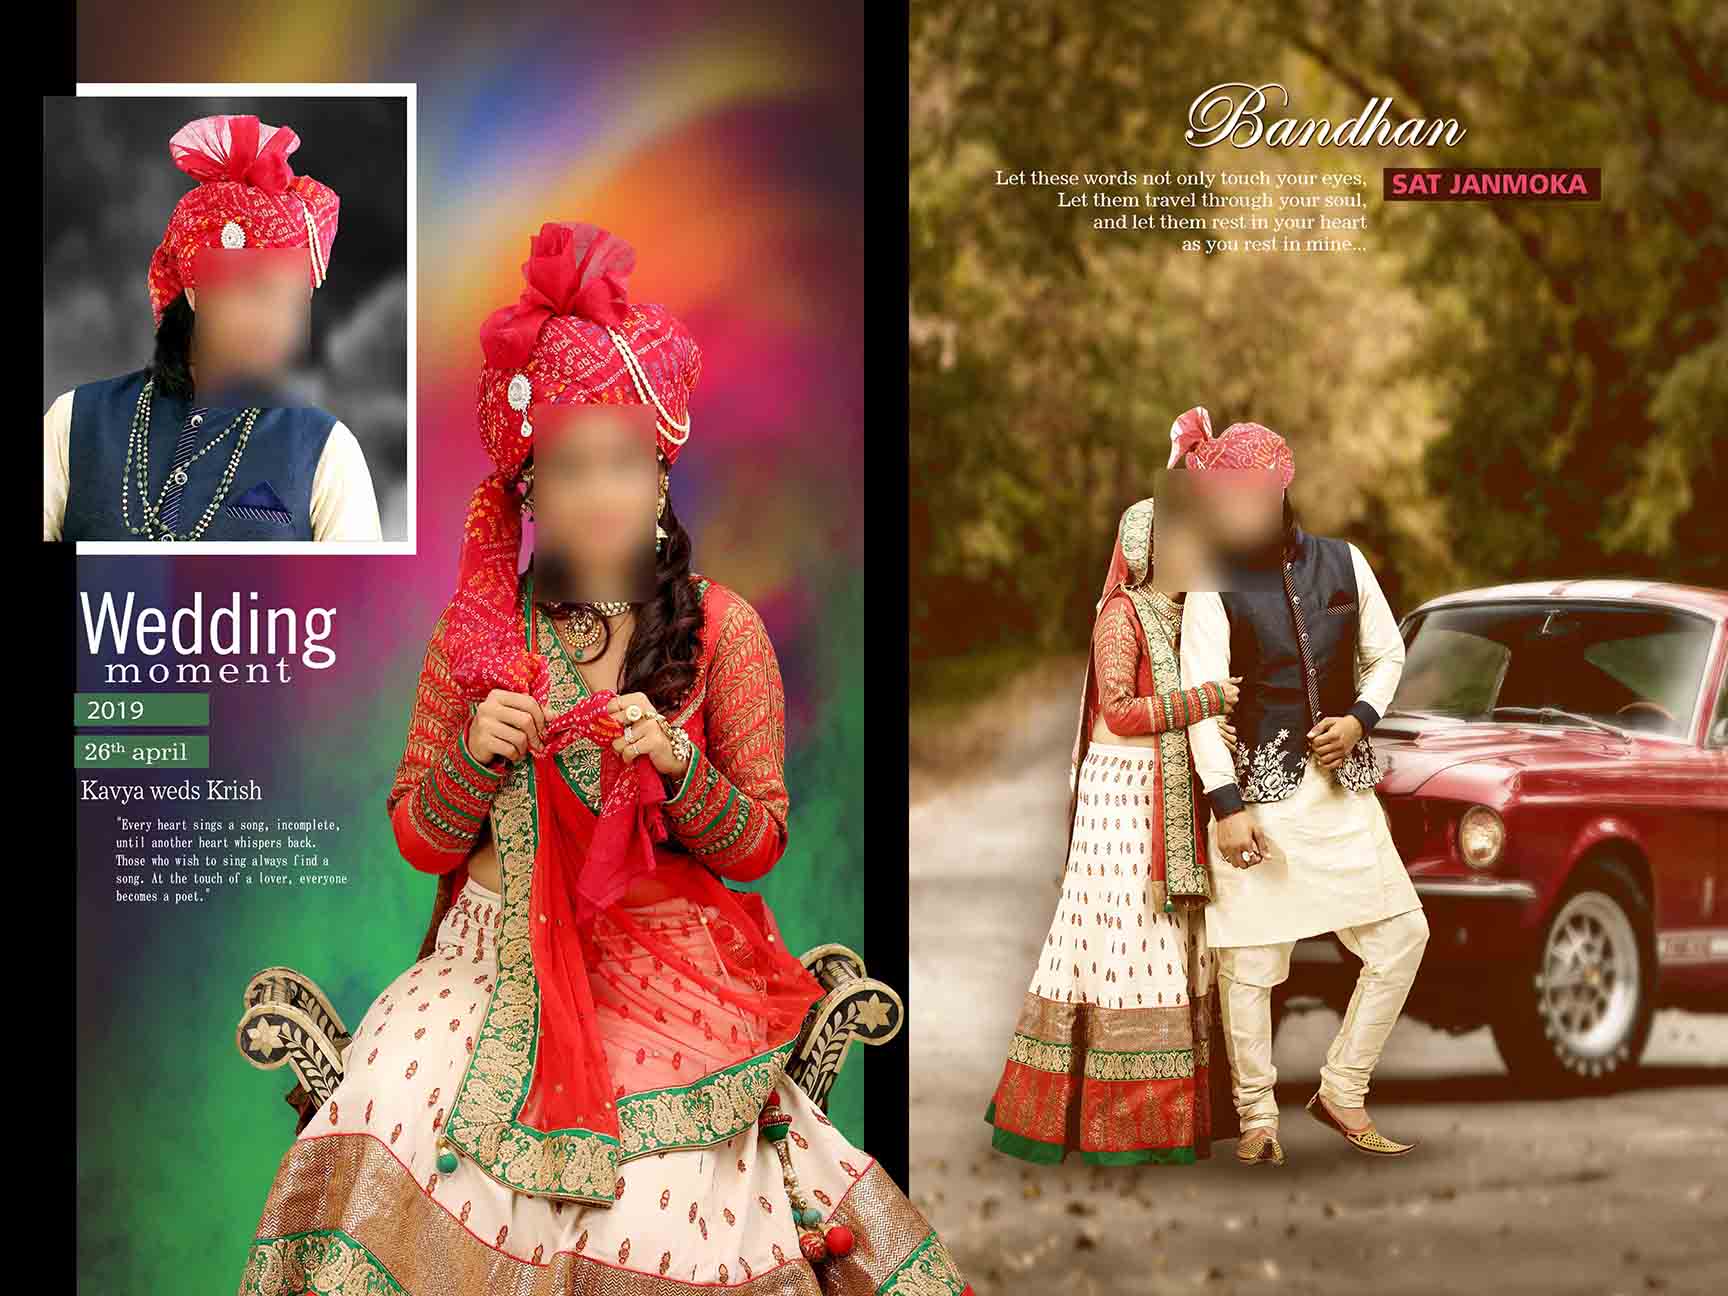 Wedding
moment
2019
26th april
Kavya weds Krish
"Every heart sings a song, incomplete,
until another heart whispers back.
Those who wish to sing always find a
song. At the touch of a lover, everyone
becomes a poet."
Bandhan
SAT JANMOKA
Let these words not only touch your eyes,
Let them travel through your soul,
and let them rest in your heart
as you rest in mine...